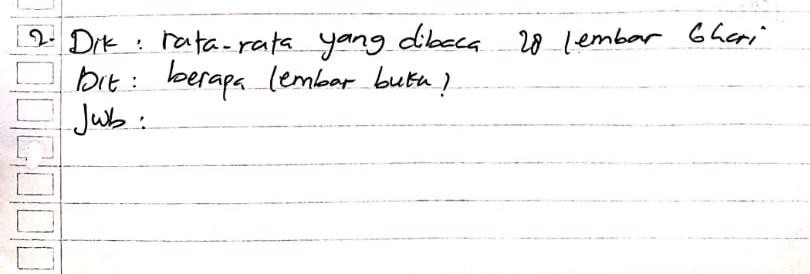 2. Dik : rata-rata yang dibaca 28 lembar 6 hari
Dit : berapa lembar buku?
Jwb :